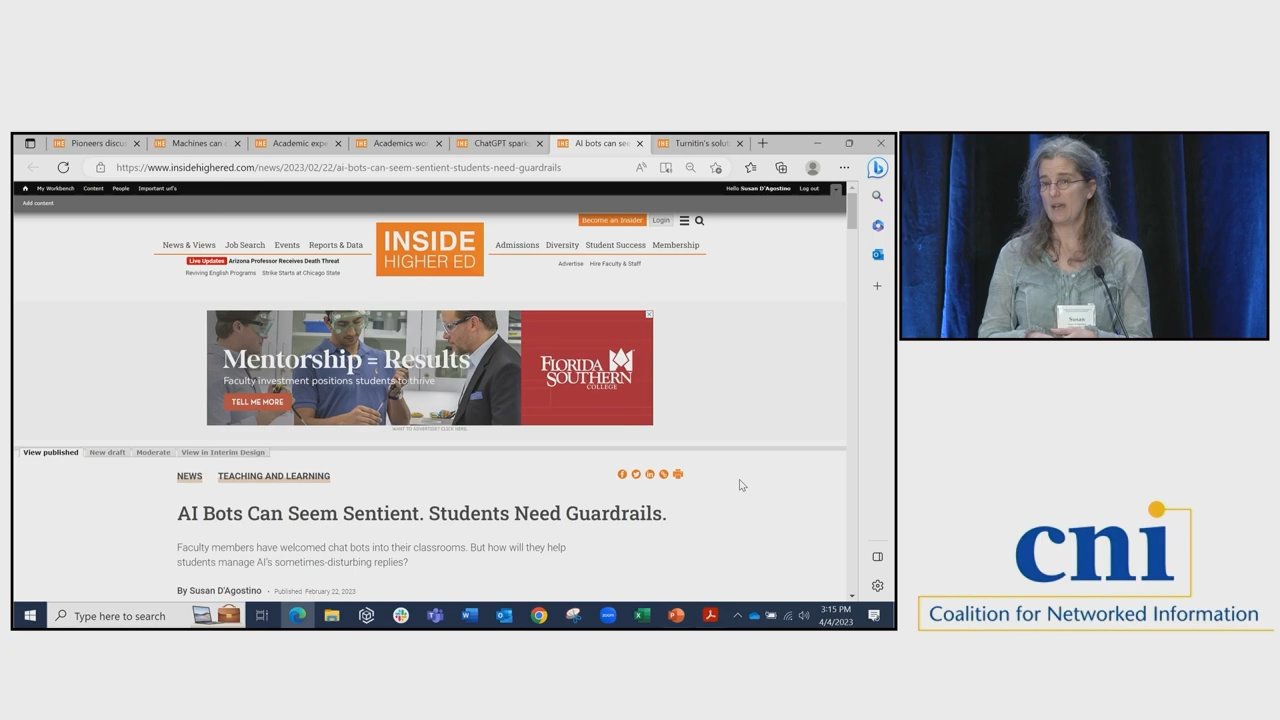 Pioneers discu
Machines can
Academic expe
Academics wo
ChatGPT spark
AI bots can see
Turnitin's solut
https://www.insidehighered.com/news/2023/02/22/ai-bots-can-seem-sentient-students-need-guardrails
My Workbench Content People Important url's
Hello Susan D'Agostino Log out
Add content
Become an Insider Login
News & Views Job Search Events Reports & Data
INSIDE
HIGHER ED
Admissions Diversity Student Success Membership
Live Updates Arizona Professor Receives Death Threat
Reviving English Programs Strike Starts at Chicago State
Advertise Hire Faculty & Staff
Mentorship = Results
Faculty investment positions students to thrive
TELL ME MORE
FLORIDA
SOUTHERN
COLLEGE
WANT TO ADVERTISE? CLICK HERE.
View published New draft Moderate View in Interim Design
NEWS TEACHING AND LEARNING
AI Bots Can Seem Sentient. Students Need Guardrails.
Faculty members have welcomed chat bots into their classrooms. But how will they help
students manage AI's sometimes-disturbing replies?
By Susan D'Agostino • Published February 22, 2023
Type here to search
zoom
3:15 PM
4/4/2023
Susan
cni
Coalition for Networked Information